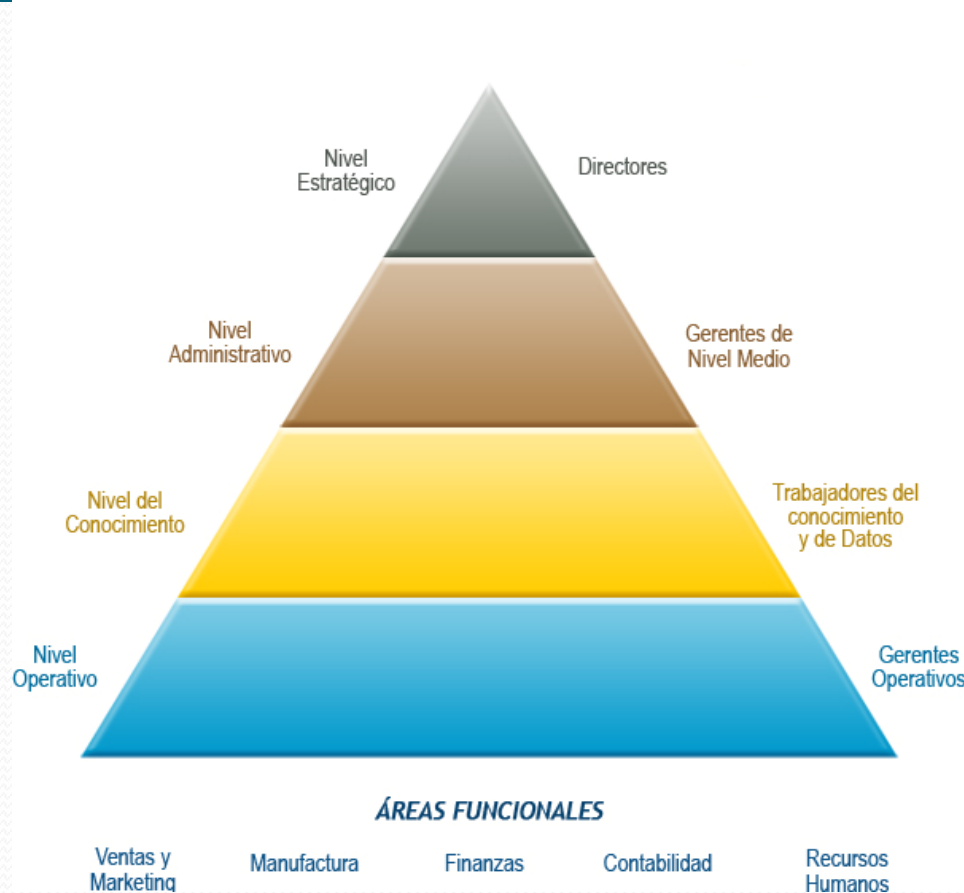 Nivel
Estratégico
Directores
Nivel
Administrativo
Gerentes de
Nivel Medio
Nivel del
Conocimiento
Trabajadores del
conocimiento
y de Datos
Nivel
Operativo
Gerentes
Operativos
ÁREAS FUNCIONALES
Ventas y
Marketing
Manufactura
Finanzas
Contabilidad
Recursos
Humanos